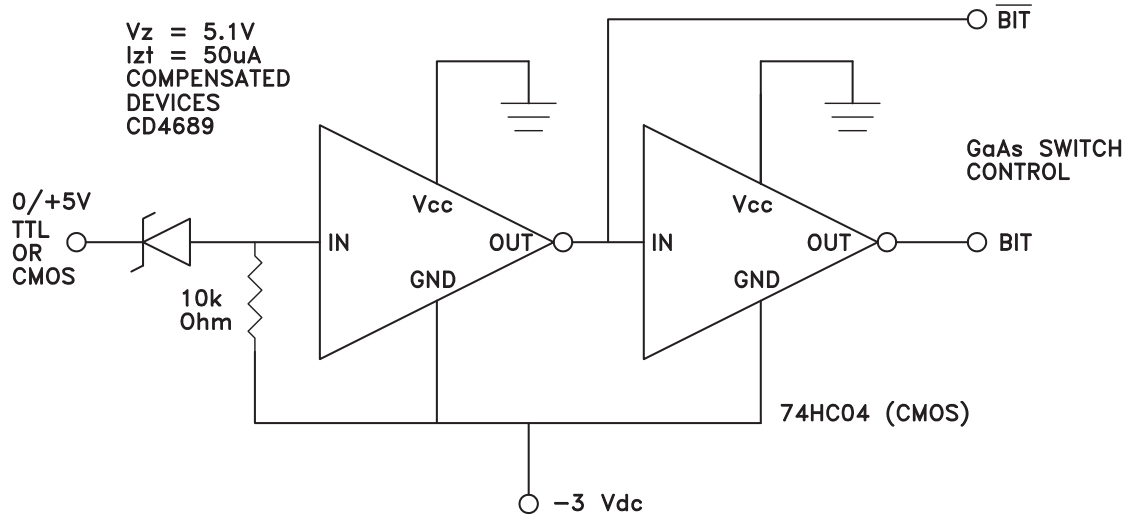 Vz = 5.1V
Izt = 50uA
COMPENSATED
DEVICES
CD4689
BIT
GaAs SWITCH
CONTROL
0/+5V
TTL
OR
CMOS
Vcc
IN
OUT
GND
Vcc
IN
OUT
GND
BIT
10k
Ohm
74HC04 (CMOS)
-3 Vdc